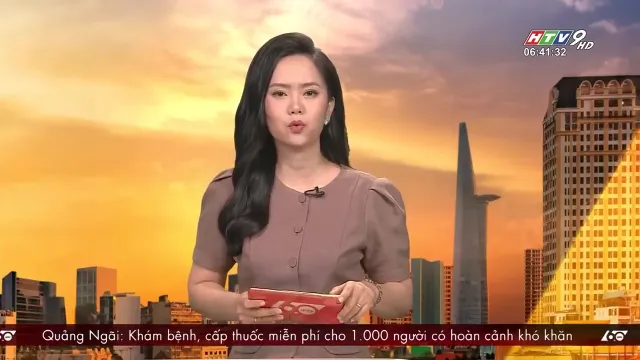 HTV9 HD
06:41:32
Quảng Ngãi: Khám bệnh, cấp thuốc miễn phí cho 1.000 người có hoàn cảnh khó khăn